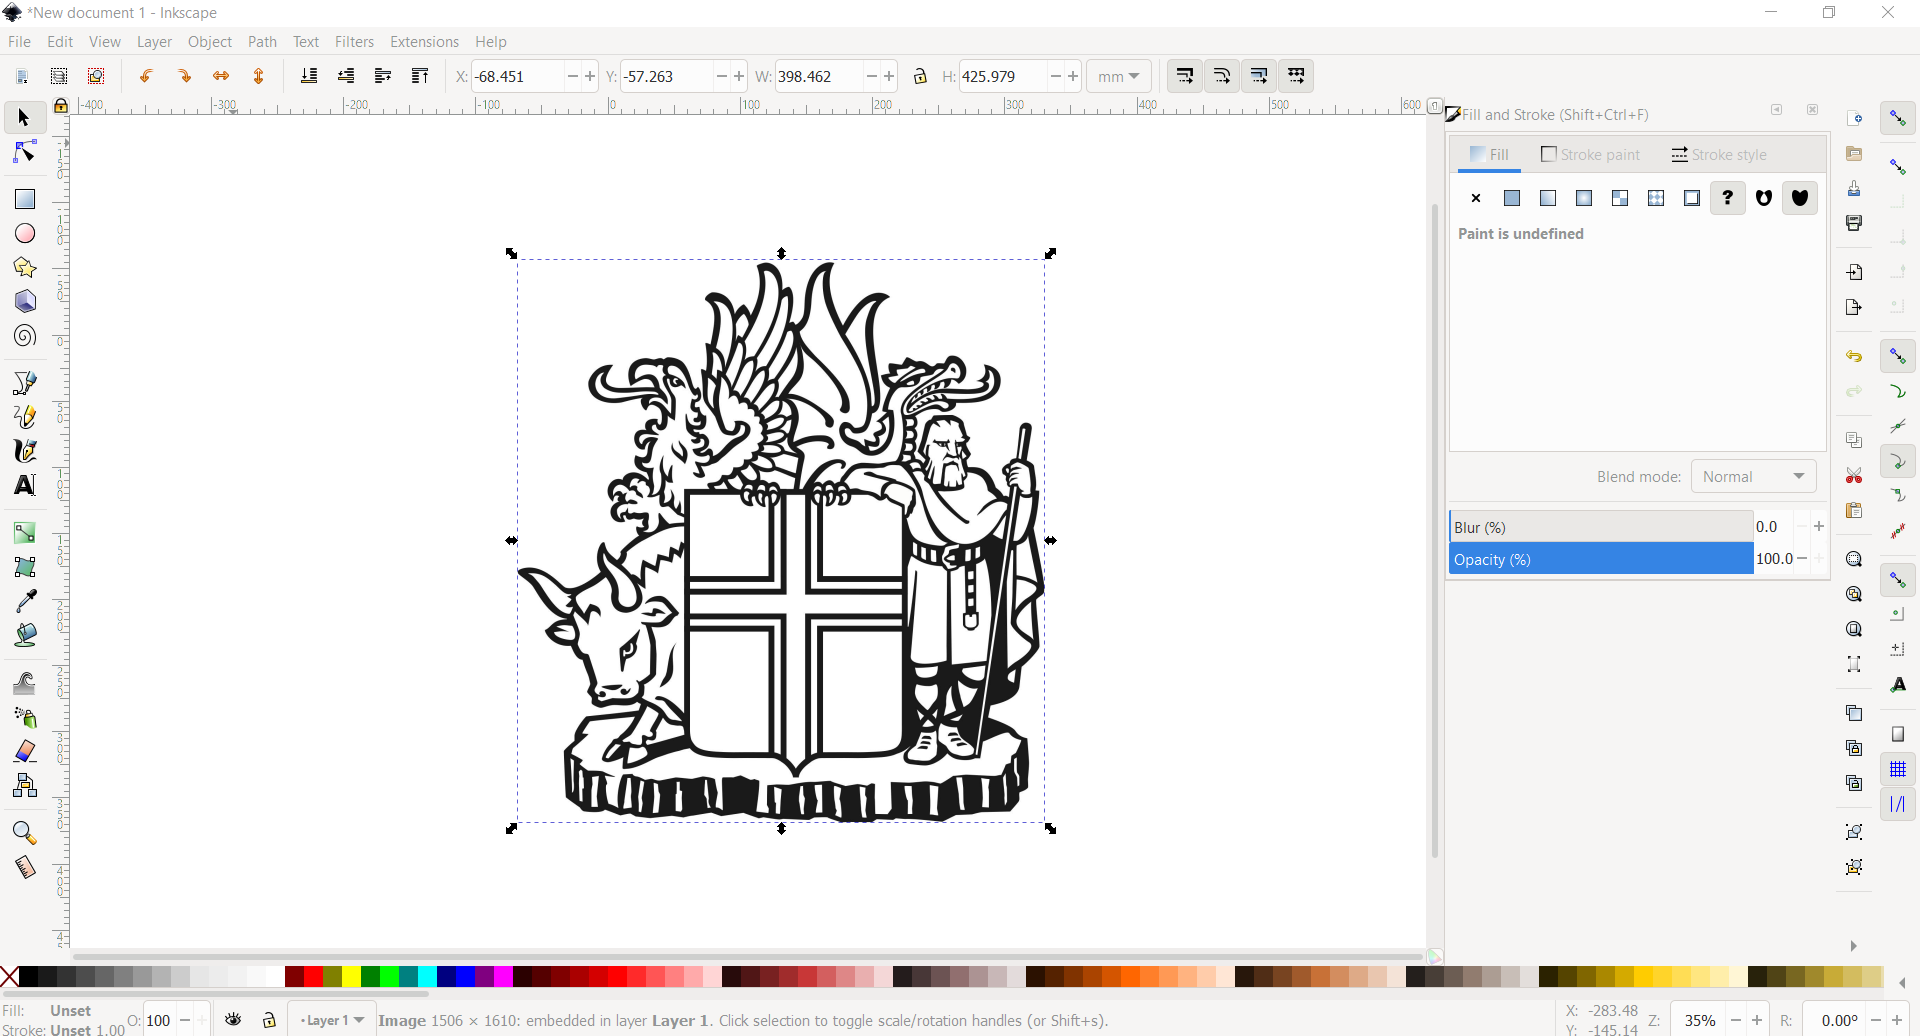 *New document 1 - Inkscape
File Edit View Layer Object Path Text Filters Extensions Help
X: -68.451 Y: -57.263 W: 398.462 H: 425.979 mm
-400 -300 -200 -100 0 100 200 300 400 500 600
Fill and Stroke (Shift+Ctrl+F)
Fill Stroke paint Stroke style
?
Paint is undefined
Blend mode: Normal
Blur (%) 0.0
Opacity (%) 100.0
Fill: Unset
Stroke: Unset 1.00
O: 100
•Layer 1
Image 1506 × 1610: embedded in layer Layer 1. Click selection to toggle scale/rotation handles (or Shift+s).
X: -283.48
Y: -145.14
Z: 35%
R: 0.00°